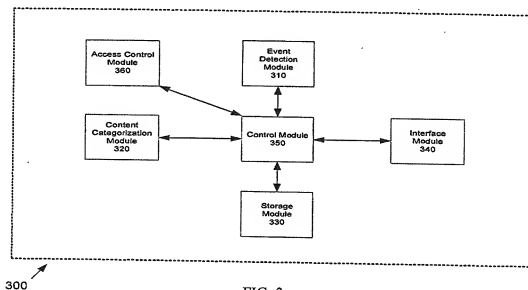 Access Control
Module
360
Event
Detection Module
310
Content
Categorization
Module
320
Control Module
350
Interface
Module
340
Storage
Module
330
300